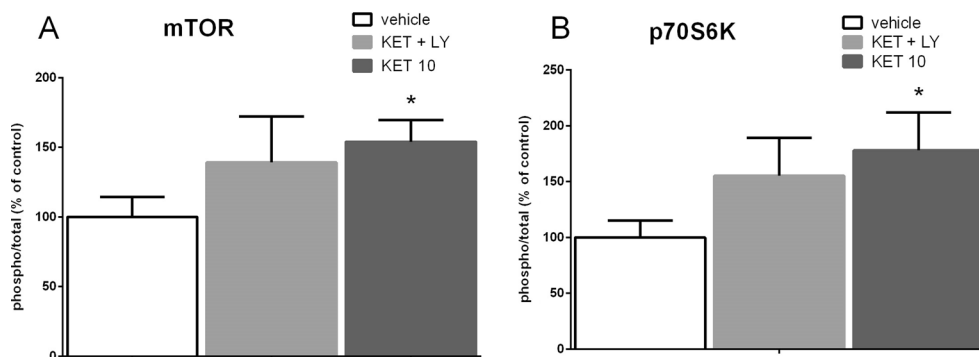 A
mTOR
vehicle
KET + LY
KET 10
phospho/total (% of control)
200
150
100
50
0
*
B
p70S6K
vehicle
KET + LY
KET 10
phospho/total (% of control)
250
200
150
100
50
0
*